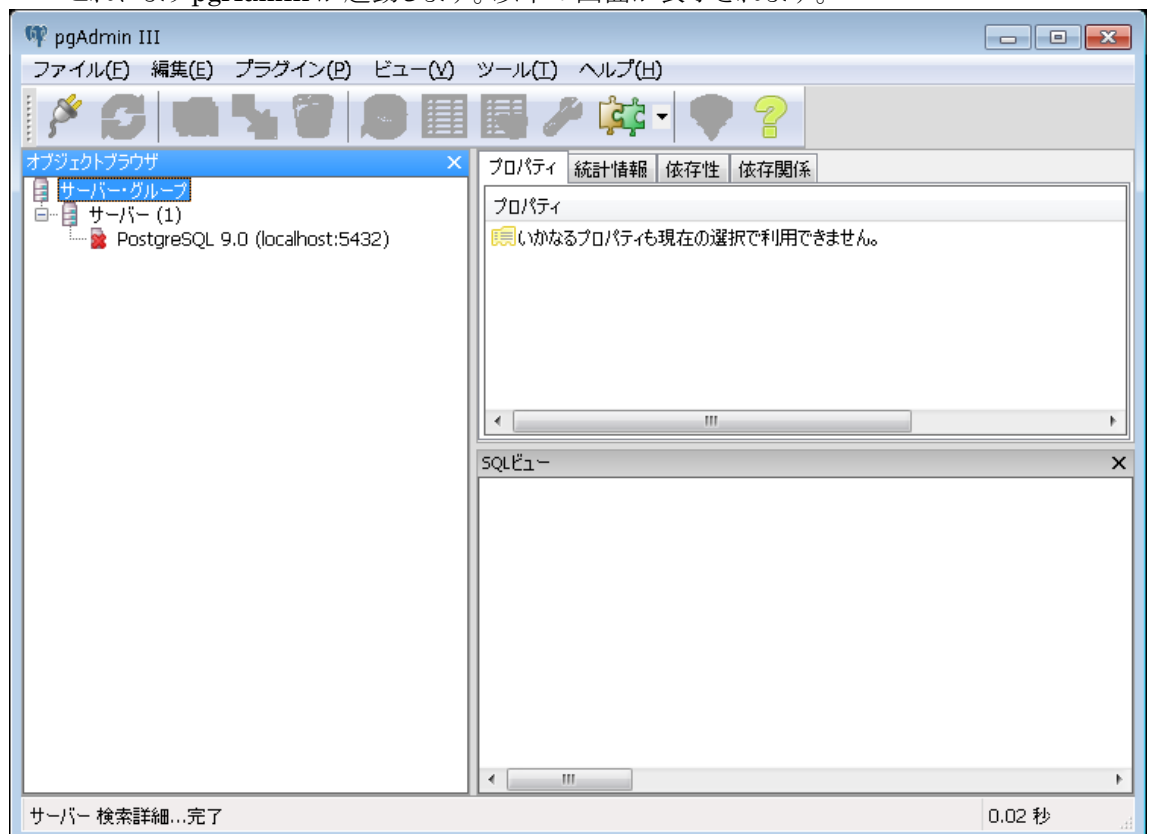 pgAdmin
pgAdmin III
ファイル(F) 編集(E) プラグイン(P) ビュー(V) ツール(T) ヘルプ(H)
オブジェクトブラウザ
サーバー・グループ
サーバー (1)
PostgreSQL 9.0 (localhost:5432)
プロパティ 統計情報 依存性 依存関係
プロパティ
いかなるプロパティも現在の選択で利用できません。
SQLビュー
サーバー 検索詳細...完了
0.02 秒